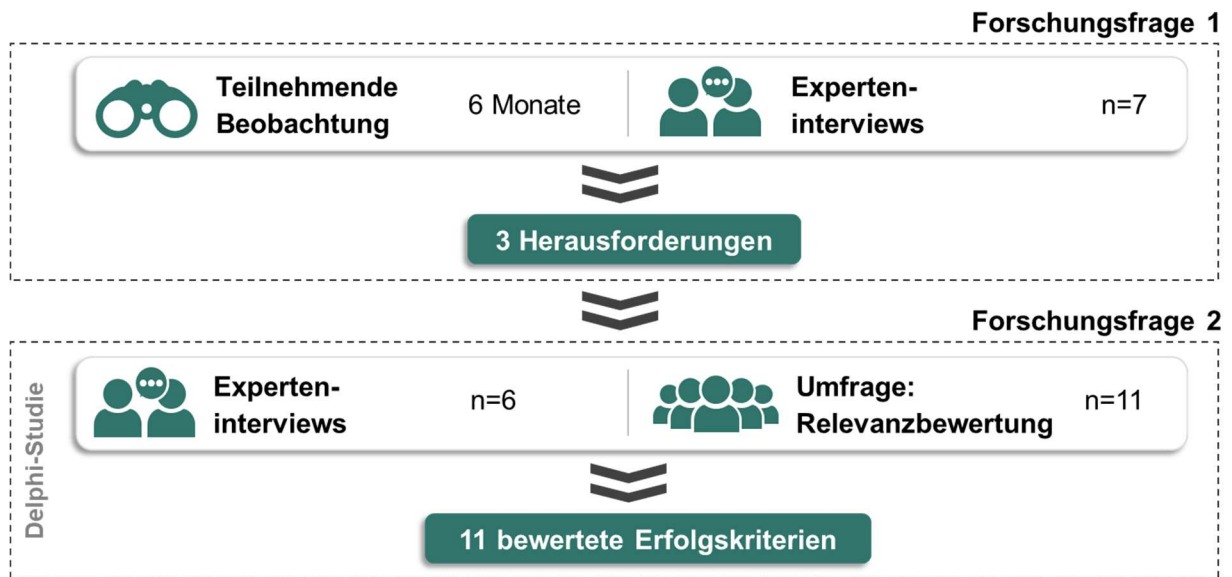 Forschungsfrage 1
Teilnehmende
Beobachtung
6 Monate
Experten-
interviews
n=7
3 Herausforderungen
Forschungsfrage 2
Delphi-Studie
Experten-
interviews
n=6
Umfrage:
Relevanzbewertung
n=11
11 bewertete Erfolgskriterien